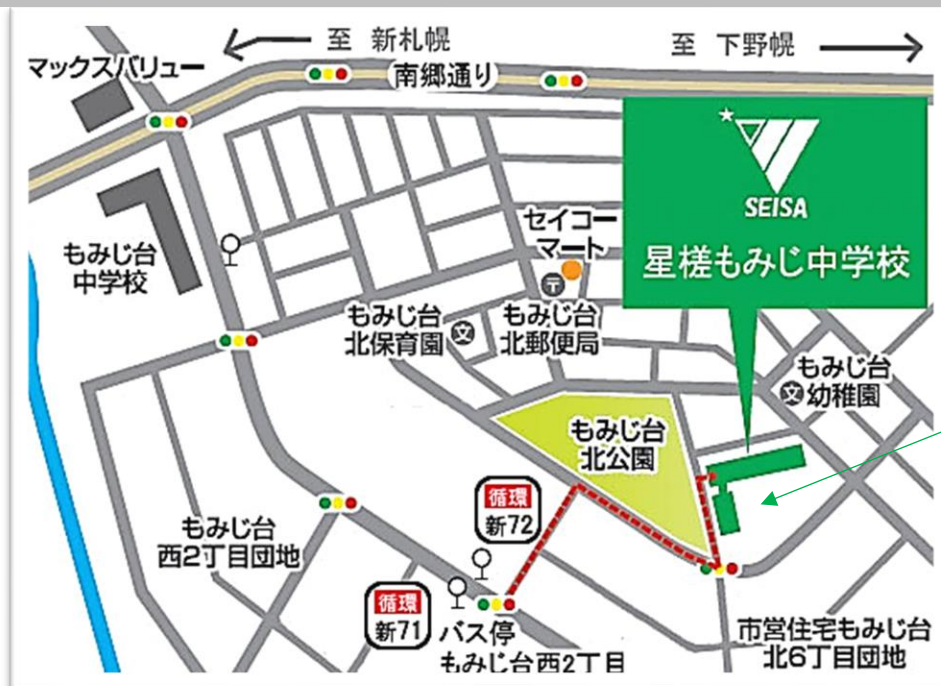 至 新札幌
至 下野幌
マックスバリュー
南郷通り
SEISA
星槎もみじ中学校
もみじ台
中学校
セイコー
マート
〒
もみじ台
北保育園
文
もみじ台
北郵便局
もみじ台
幼稚園
文
もみじ台
北公園
循環
新72
もみじ台
西2丁目団地
循環
新71
バス停
もみじ台西2丁目
市営住宅もみじ台
北6丁目団地